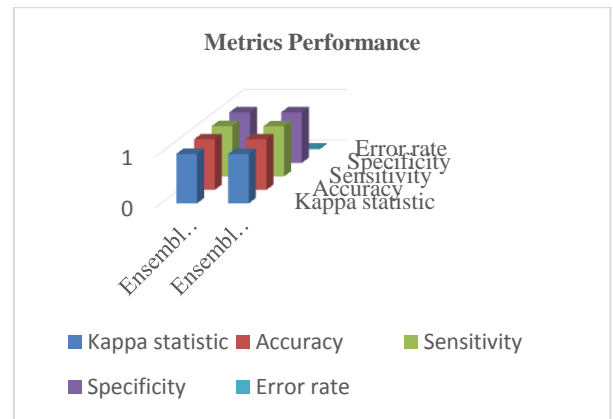 Metrics Performance
1
0
Error rate
Specificity
Sensitivity
Accuracy
Kappa statistic
Ensembl..
Ensembl..
Kappa statistic Accuracy Sensitivity
Specificity Error rate